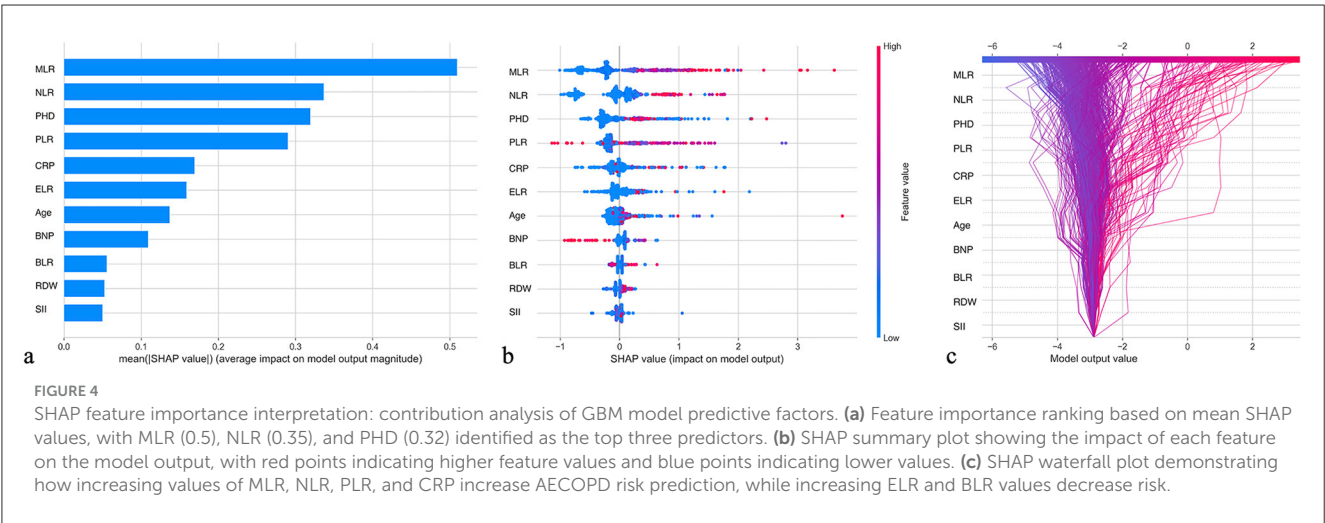 MLR
NLR
PHD
PLR
CRP
ELR
Age
BNP
BLR
RDW
SII
0.0 0.1 0.2 0.3 0.4 0.5
mean(|SHAP value|) (average impact on model output magnitude)
a
MLR
NLR
PHD
PLR
CRP
ELR
Age
BNP
BLR
RDW
SII
−1 0 1 2 3
SHAP value (impact on model output)
b
High
Feature value
Low
−6 −4 −2 0 2
MLR
NLR
PHD
PLR
CRP
ELR
Age
BNP
BLR
RDW
SII
−6 −4 −2 0 2
Model output value
c
FIGURE 4
SHAP feature importance interpretation: contribution analysis of GBM model predictive factors. (a) Feature importance ranking based on mean SHAP
values, with MLR (0.5), NLR (0.35), and PHD (0.32) identified as the top three predictors. (b) SHAP summary plot showing the impact of each feature
on the model output, with red points indicating higher feature values and blue points indicating lower values. (c) SHAP waterfall plot demonstrating
how increasing values of MLR, NLR, PLR, and CRP increase AECOPD risk prediction, while increasing ELR and BLR values decrease risk.